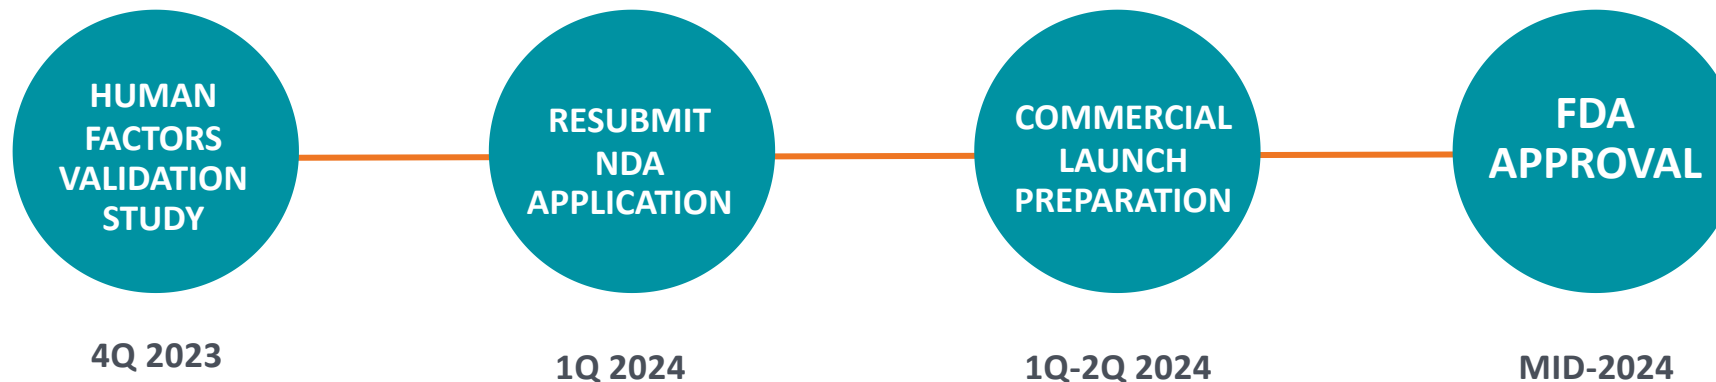 HUMAN
FACTORS
VALIDATION
STUDY
4Q 2023
RESUBMIT
NDA
APPLICATION
1Q 2024
COMMERCIAL
LAUNCH
PREPARATION
1Q-2Q 2024
FDA
APPROVAL
MID-2024